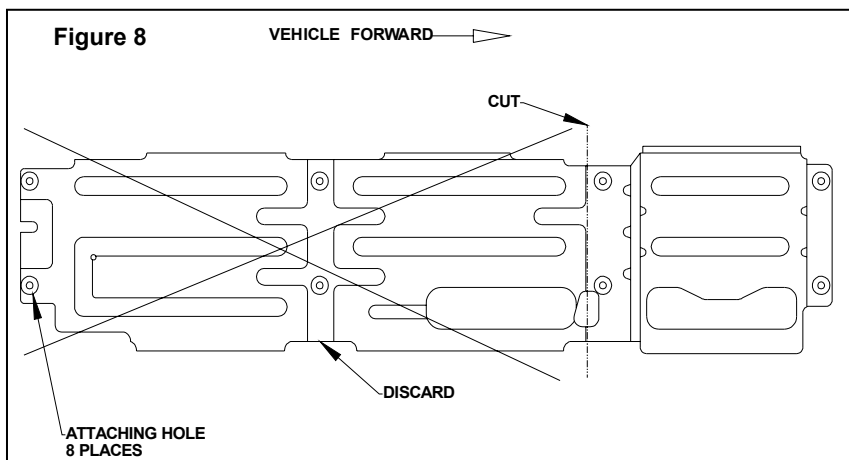 Figure 8
VEHICLE FORWARD
CUT
DISCARD
ATTACHING HOLE
8 PLACES